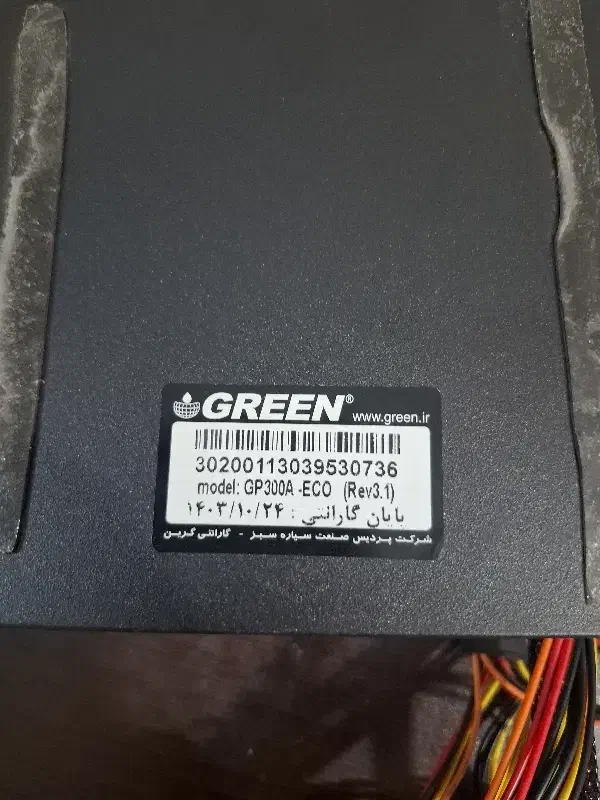 GREEN® www.green.ir
30200113039530736
model: GP300A -ECO (Rev3.1)
پایان گارانتی : ۱۴۰۳/۱۰/۲۴
شرکت پردیس صنعت سیاره سبز - گارانتی گرین